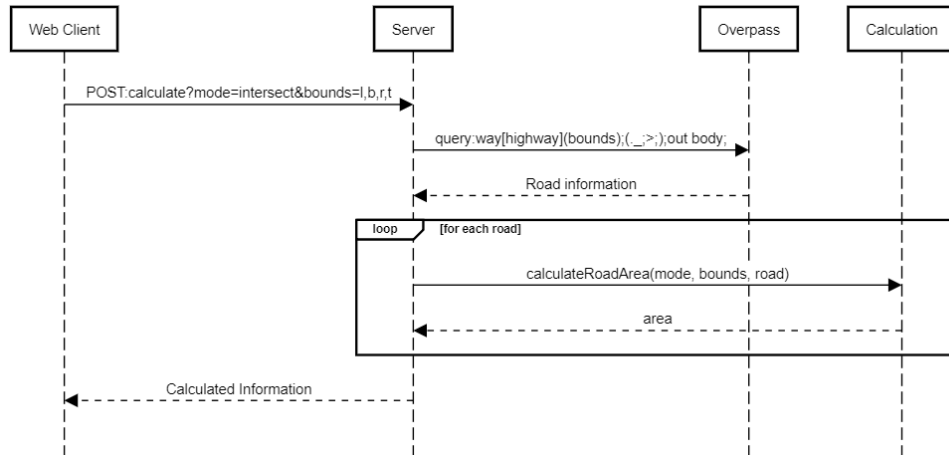 Web Client
Server
Overpass
Calculation
POST:calculate?mode=intersect&bounds=l,b,r,t
query:way[highway](bounds);(._;>;);out body;
Road information
loop
[for each road]
calculateRoadArea(mode, bounds, road)
area
Calculated Information